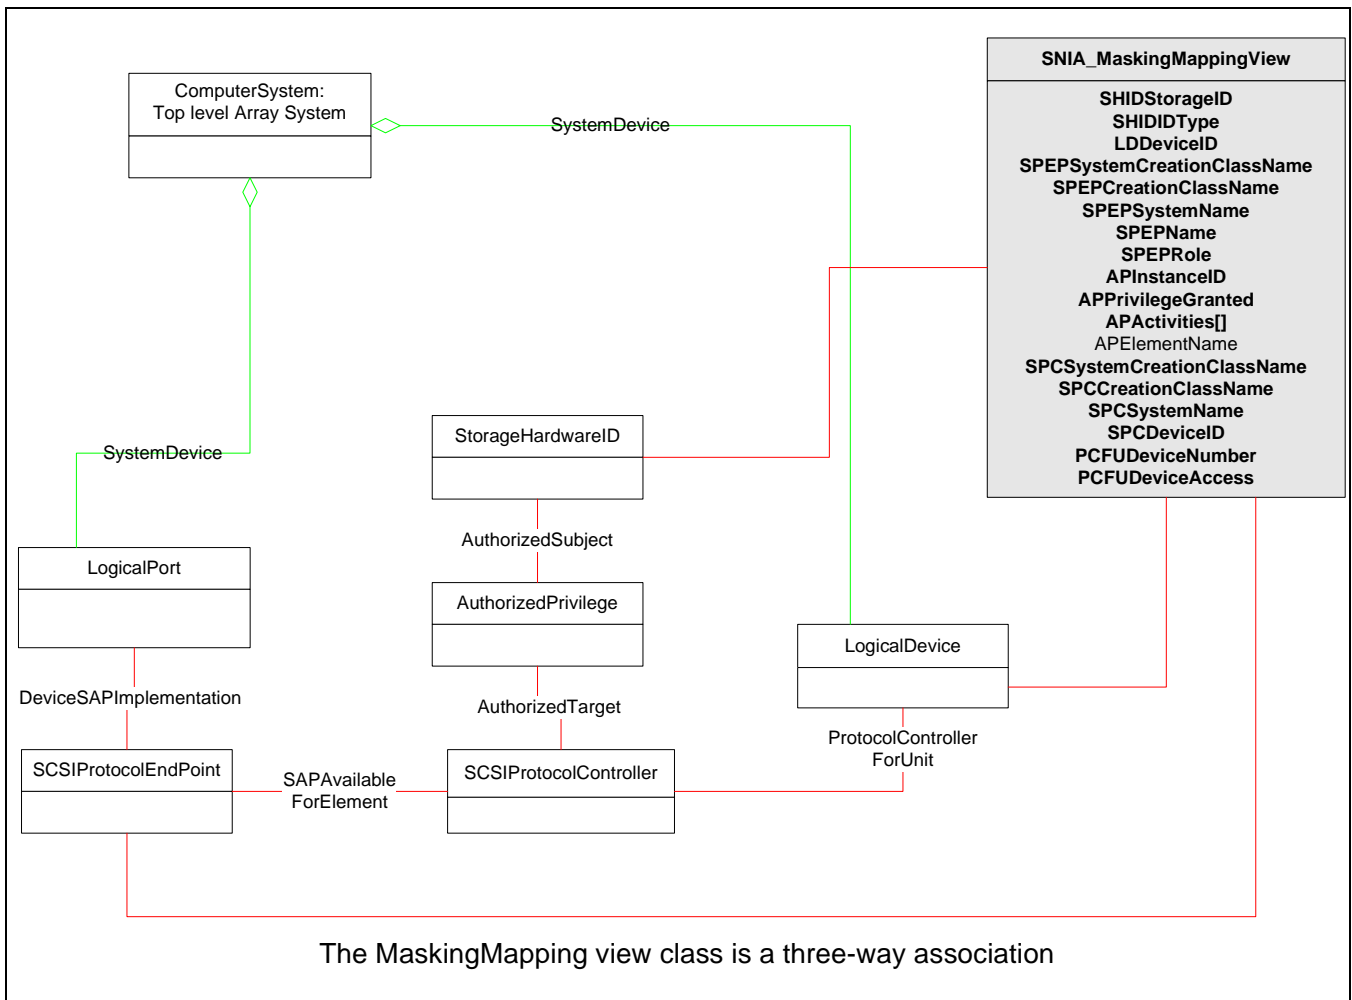 SNIA_MaskingMappingView
SHIDStorageID
SHIDIDType
LDDeviceID
SPEPSystemCreationClassName
SPEPCreationClassName
SPEPSystemName
SPEPName
SPEPRole
APInstanceID
APPrivilegeGranted
APActivities[]
APElementName
SPCSystemCreationClassName
SPCCreationClassName
SPCSystemName
SPCDeviceID
PCFUDeviceNumber
PCFUDeviceAccess
ComputerSystem:
Top level Array System
SystemDevice
SystemDevice
StorageHardwareID
AuthorizedSubject
LogicalPort
AuthorizedPrivilege
LogicalDevice
DeviceSAPImplementation
AuthorizedTarget
ProtocolController
ForUnit
SCSIProtocolEndPoint
SAPAvailable
ForElement
SCSIProtocolController
The MaskingMapping view class is a three-way association